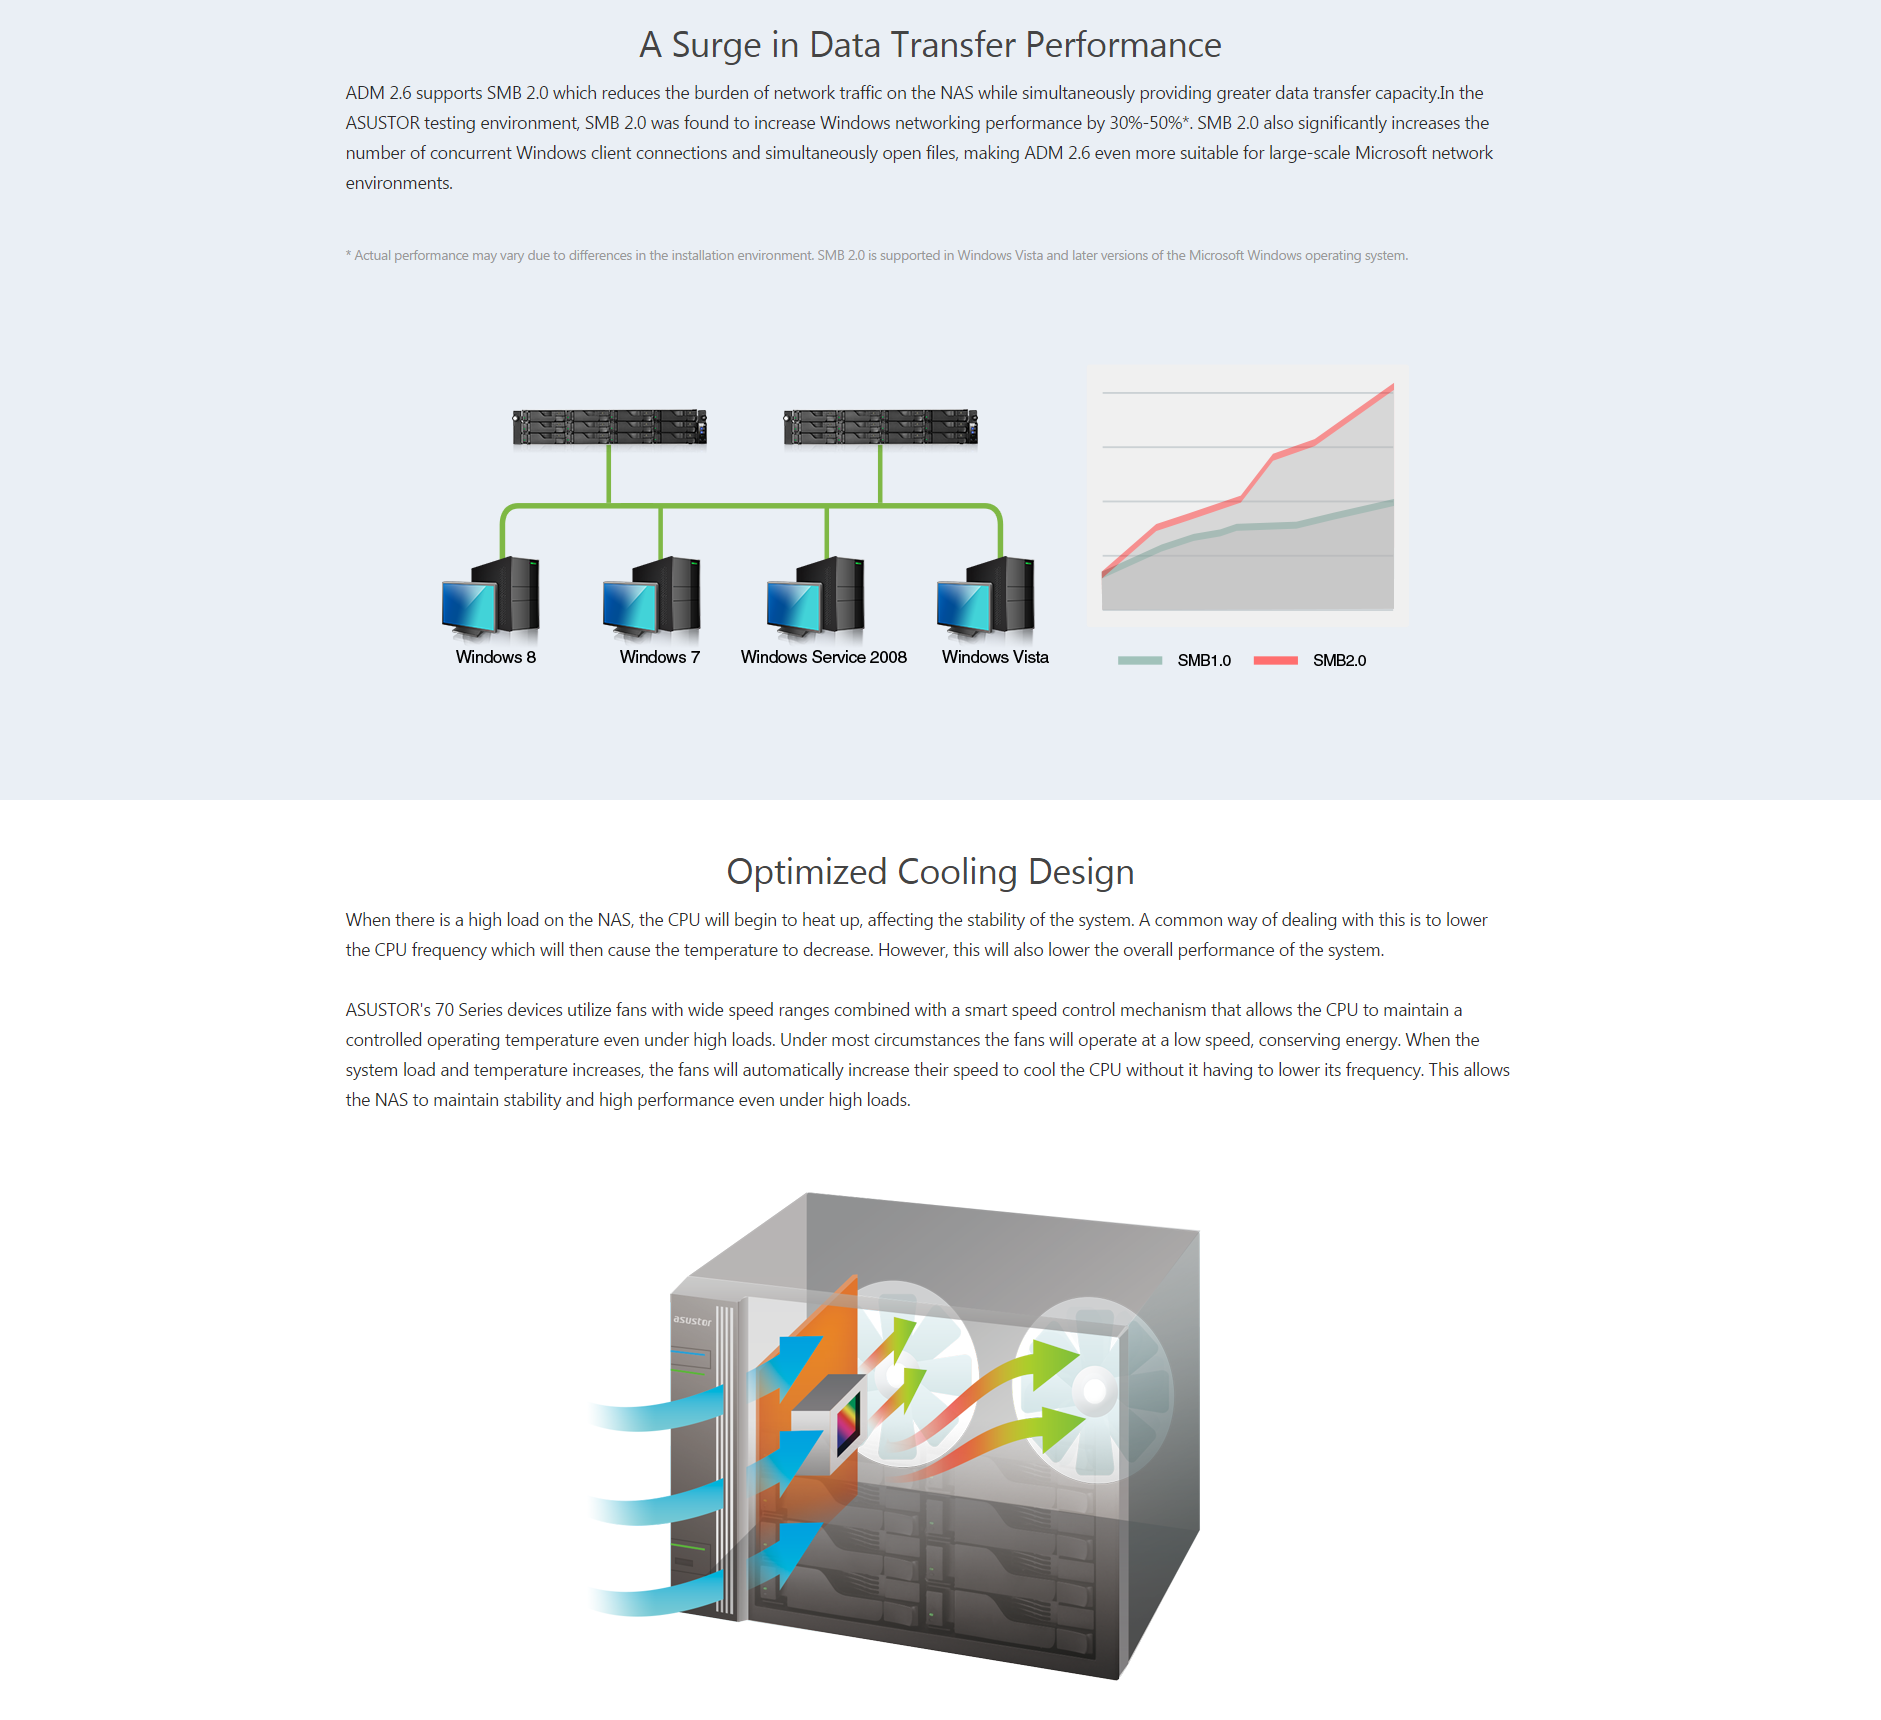 A Surge in Data Transfer Performance
ADM 2.6 supports SMB 2.0 which reduces the burden of network traffic on the NAS while simultaneously providing greater data transfer capacity.In the
ASUSTOR testing environment, SMB 2.0 was found to increase Windows networking performance by 30%-50%*. SMB 2.0 also significantly increases the
number of concurrent Windows client connections and simultaneously open files, making ADM 2.6 even more suitable for large-scale Microsoft network
environments.
* Actual performance may vary due to differences in the installation environment. SMB 2.0 is supported in Windows Vista and later versions of the Microsoft Windows operating system.
Windows 8
Windows 7
Windows Service 2008
Windows Vista
SMB1.0
SMB2.0
Optimized Cooling Design
When there is a high load on the NAS, the CPU will begin to heat up, affecting the stability of the system. A common way of dealing with this is to lower
the CPU frequency which will then cause the temperature to decrease. However, this will also lower the overall performance of the system.
ASUSTOR's 70 Series devices utilize fans with wide speed ranges combined with a smart speed control mechanism that allows the CPU to maintain a
controlled operating temperature even under high loads. Under most circumstances the fans will operate at a low speed, conserving energy. When the
system load and temperature increases, the fans will automatically increase their speed to cool the CPU without it having to lower its frequency. This allows
the NAS to maintain stability and high performance even under high loads.
asustor